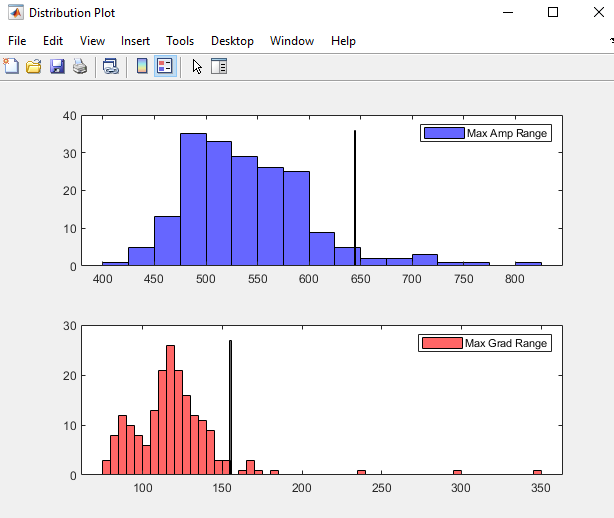 Distribution Plot
File Edit View Insert Tools Desktop Window Help
40
30
20
10
0
Max Amp Range
400 450 500 550 600 650 700 750 800
30
20
10
0
Max Grad Range
100 150 200 250 300 350